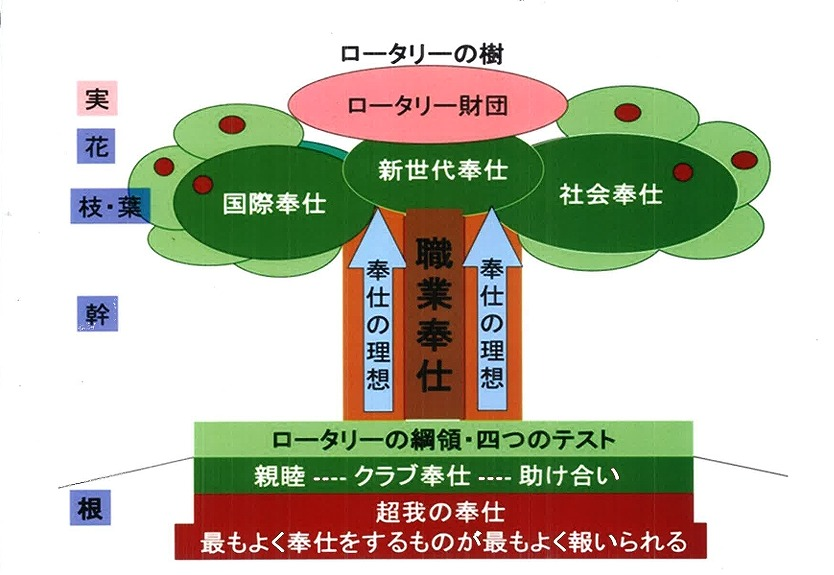 ロータリーの樹
実
ロータリー財団
花
新世代奉仕
枝・葉
国際奉仕
社会奉仕
幹
奉仕の理想
職業奉仕
奉仕の理想
ロータリーの綱領・四つのテスト
親睦 ---- クラブ奉仕 ---- 助け合い
根
超我の奉仕
最もよく奉仕をするものが最もよく報いられる